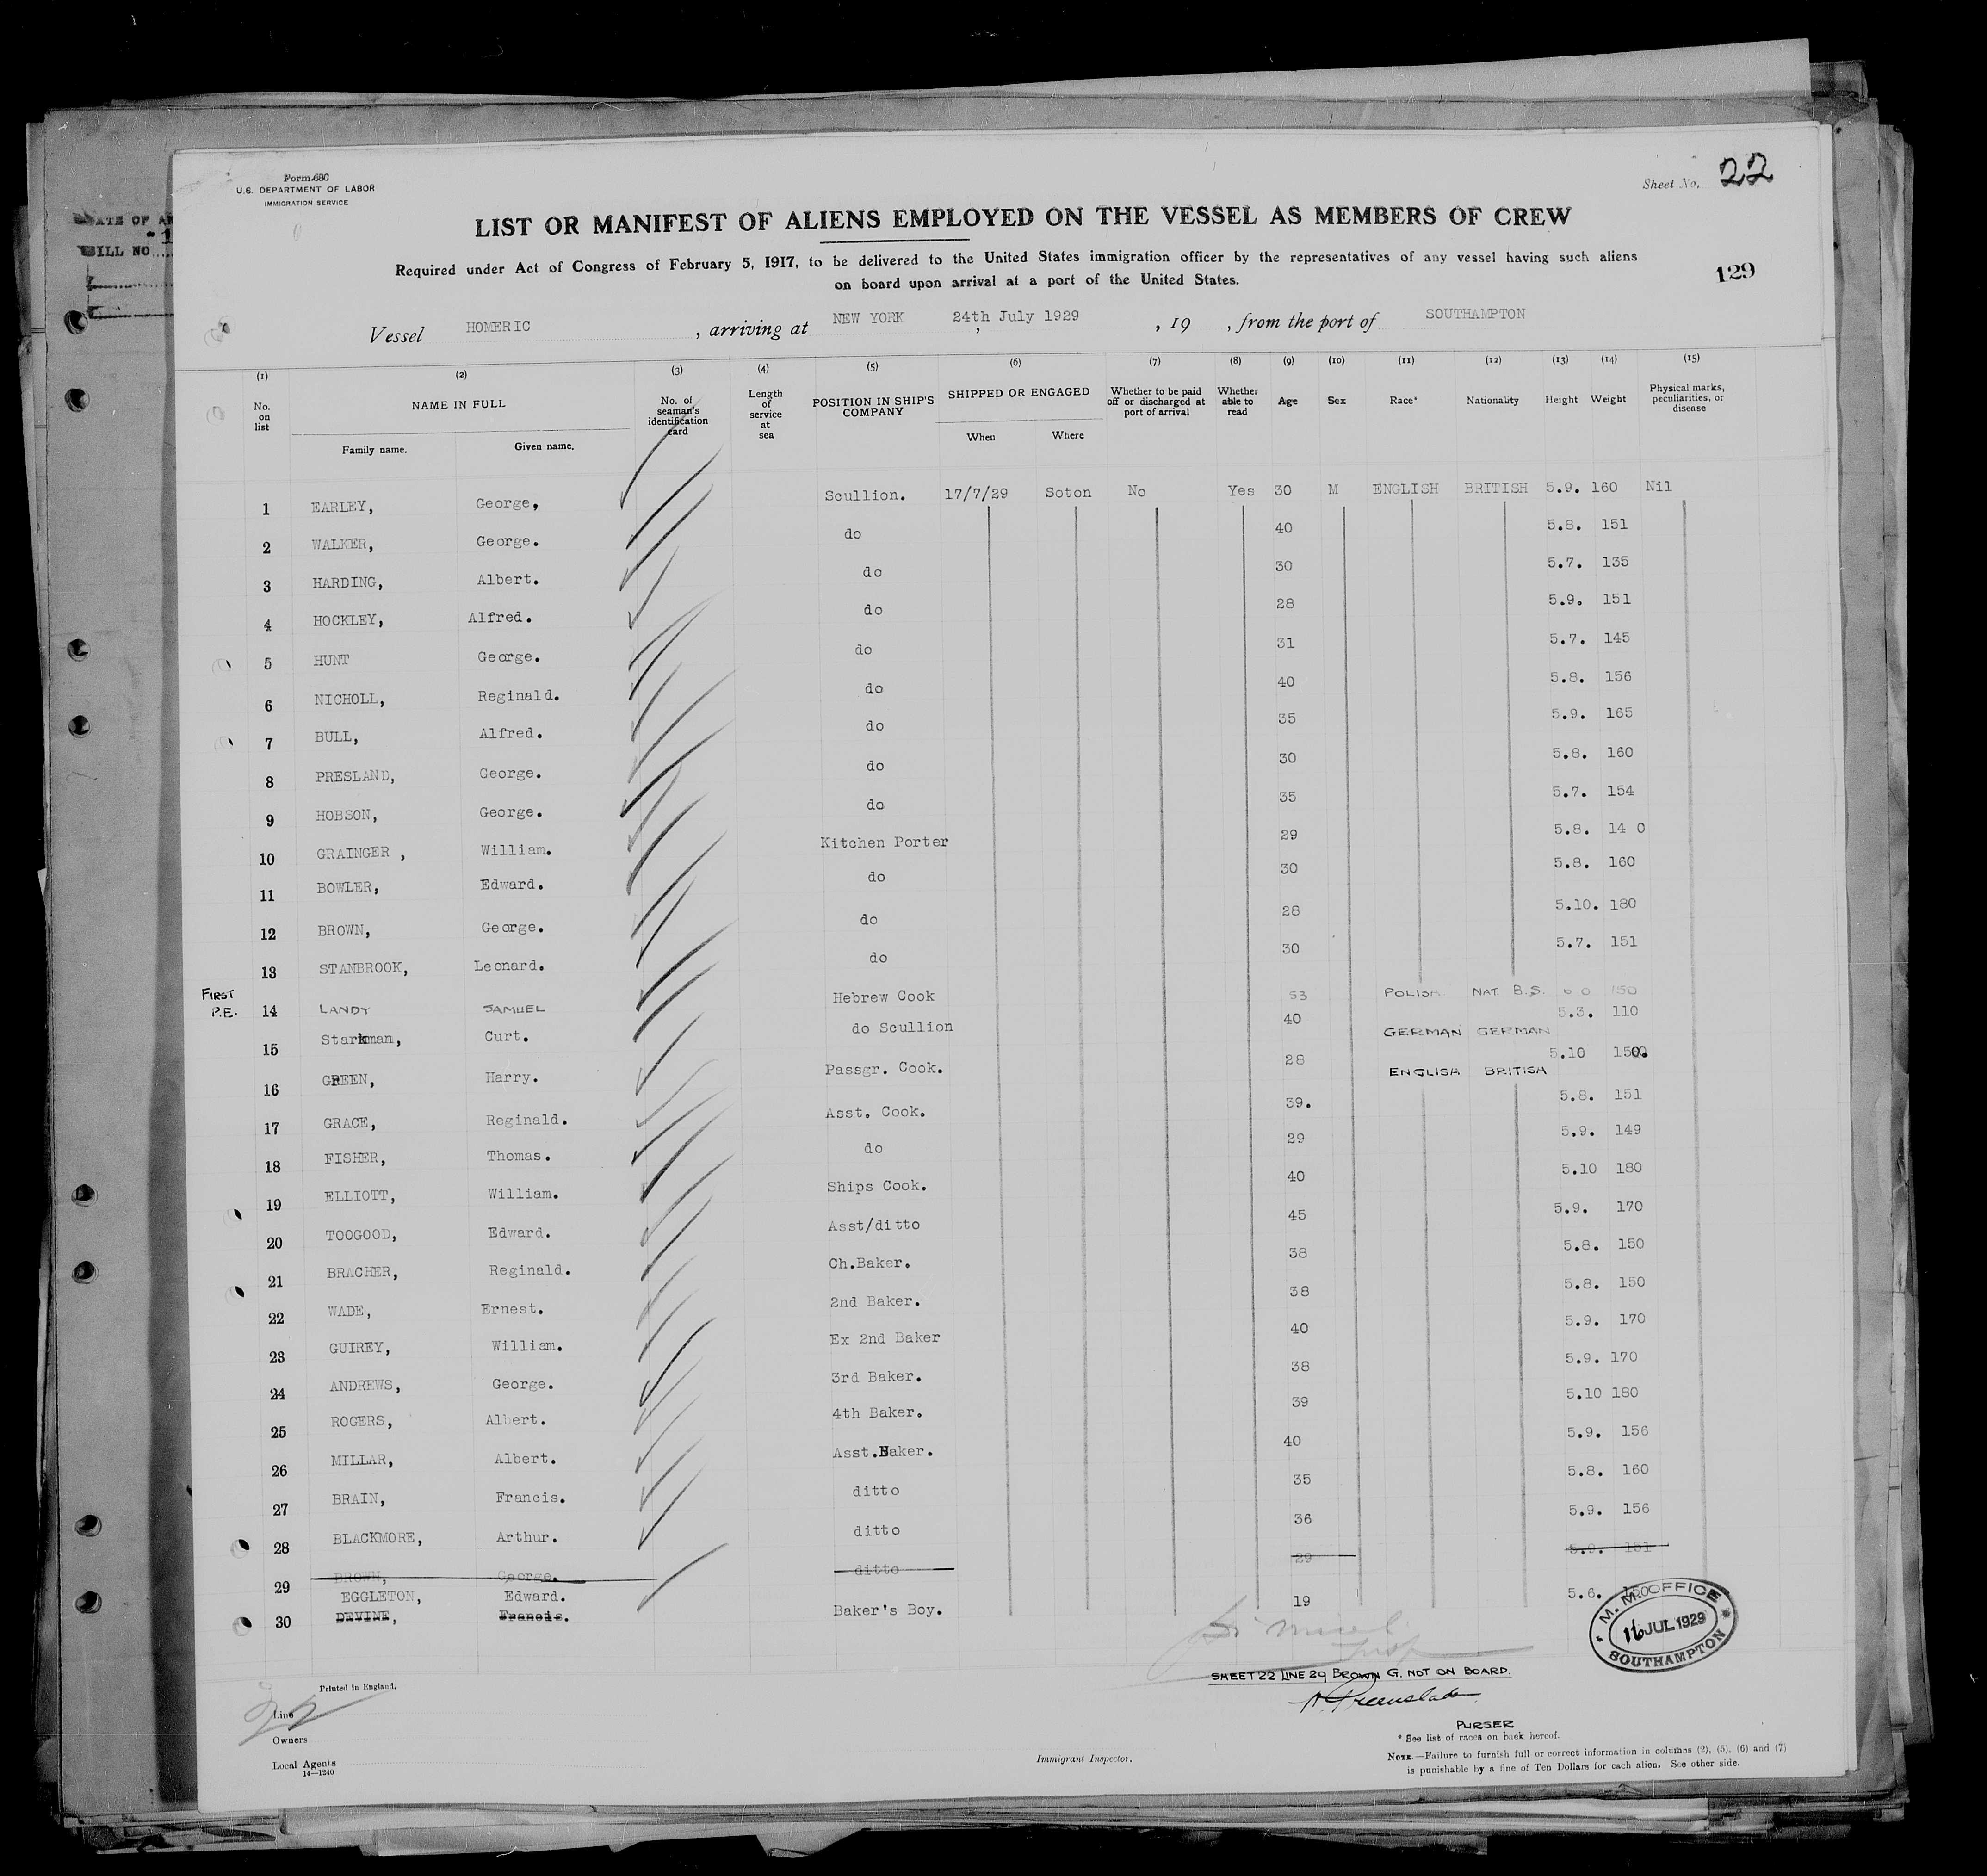 Form 680
U.S. DEPARTMENT OF LABOR
IMMIGRATION SERVICE
Sheet No. 22
LIST OR MANIFEST OF ALIENS EMPLOYED ON THE VESSEL AS MEMBERS OF CREW
Required under Act of Congress of February 5, 1917, to be delivered to the United States immigration officer by the representatives of any vessel having such aliens
on board upon arrival at a port of the United States.
129
BILL NO
Vessel HOMERIC , arriving at NEW YORK 24th July 1929 , 19 , from the port of SOUTHAMPTON
(1) (2) (3) (4) (5) (6) (7) (8) (9) (10) (11) (12) (13) (14) (15)
No. on list NAME IN FULL No. of seaman's identification card Length of service at sea POSITION IN SHIP'S COMPANY SHIPPED OR ENGAGED Whether to be paid off or discharged at port of arrival Whether able to read Age Sex Race* Nationality Height Weight Physical marks, peculiarities, or disease
Family name. Given name. When Where
1 EARLEY, George, Scullion. 17/7/29 Soton No Yes 30 M ENGLISH BRITISH 5.9. 160 Nil
2 WALKER, George. do 40 5.8. 151
3 HARDING, Albert. do 30 5.7. 135
4 HOCKLEY, Alfred. do 28 5.9. 151
5 HUNT George. do 31 5.7. 145
6 NICHOLL, Reginald. do 40 5.8. 156
7 BULL, Alfred. do 35 5.9. 165
8 PRESLAND, George. do 30 5.8. 160
9 HOBSON, George. do 35 5.7. 154
10 GRAINGER , William. Kitchen Porter 29 5.8. 14 0
11 BOWLER, Edward. do 30 5.8. 160
12 BROWN, George. do 28 5.10. 180
13 STANBROOK, Leonard. do 30 5.7. 151
FIRST P.E. 14 LANDY SAMUEL Hebrew Cook 53 POLISH NAT. B.S. 6.0 150
15 Starkman, Curt. do Scullion 40 GERMAN GERMAN 5.3. 110
16 GREEN, Harry. Passgr. Cook. 28 ENGLISH BRITISH 5.10 150.
17 GRACE, Reginald. Asst. Cook. 39. 5.8. 151
18 FISHER, Thomas. do 29 5.9. 149
19 ELLIOTT, William. Ships Cook. 40 5.10 180
20 TOOGOOD, Edward. Asst/ditto 45 5.9. 170
21 BRACHER, Reginald. Ch.Baker. 38 5.8. 150
22 WADE, Ernest. 2nd Baker. 38 5.8. 150
23 GUIREY, William. Ex 2nd Baker 40 5.9. 170
24 ANDREWS, George. 3rd Baker. 38 5.9. 170
25 ROGERS, Albert. 4th Baker. 39 5.10 180
26 MILLAR, Albert. Asst.Baker. 40 5.9. 156
27 BRAIN, Francis. ditto 35 5.8. 160
28 BLACKMORE, Arthur. ditto 36 5.9. 156
29 BROWN, George. ditto 29 5.9. 151
EGGLETON, Edward.
30 DEVINE, Francis. Baker's Boy. 19 5.6. 130
M.M. OFFICE
16 JUL 1929
SOUTHAMPTON
SHEET 22 LINE 29 BROWN G. NOT ON BOARD.
PURSER
Printed in England.
22
Line
Owners
Local Agents
14—1240
Immigrant Inspector.
* See list of races on back hereof.
NOTE.—Failure to furnish full or correct information in columns (2), (5), (6) and (7)
is punishable by a fine of Ten Dollars for each alien. See other side.